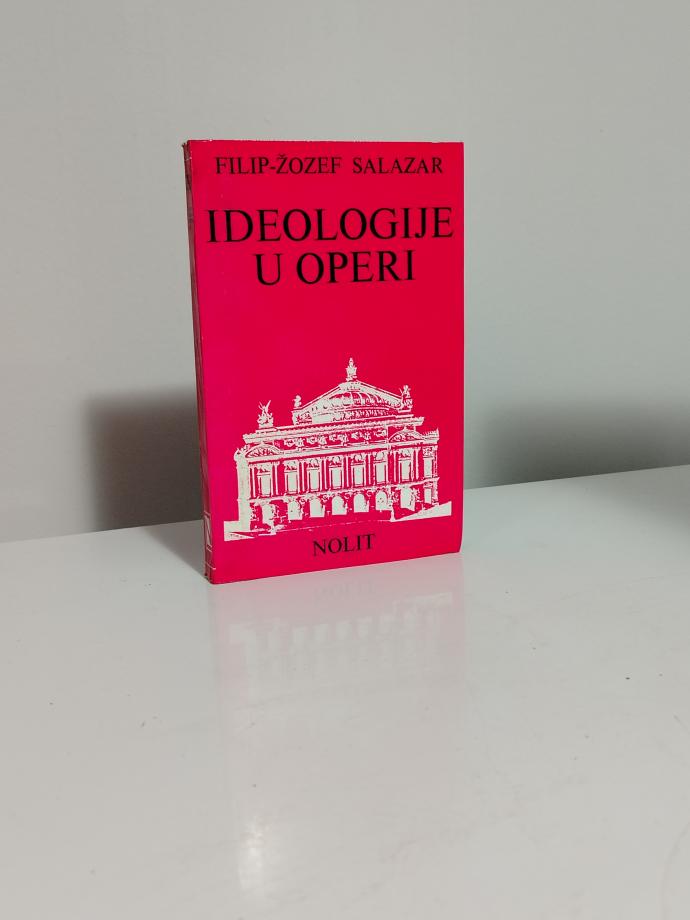 FILIP-ŽOZEF SALAZAR
IDEOLOGIJE
U OPERI
NOLIT